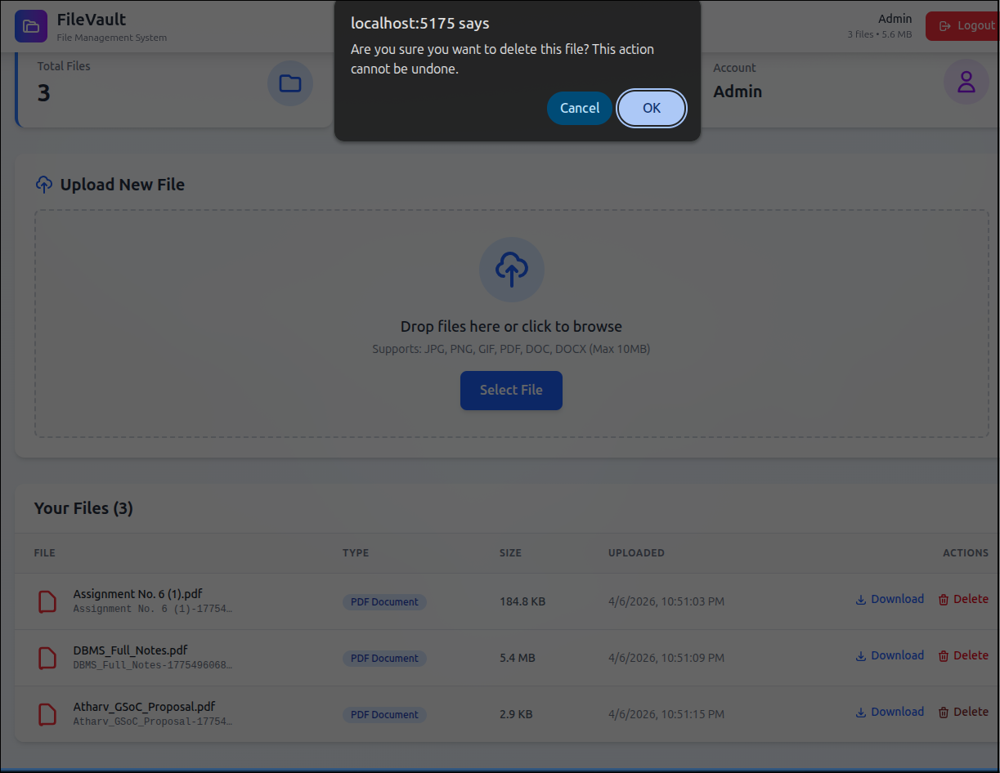 FileVault
File Management System
localhost:5175 says
Are you sure you want to delete this file? This action
cannot be undone.
Cancel
OK
Admin
3 files • 5.6 MB
Logout
Total Files
3
Account
Admin
Upload New File
Drop files here or click to browse
Supports: JPG, PNG, GIF, PDF, DOC, DOCX (Max 10MB)
Select File
Your Files (3)
FILE TYPE SIZE UPLOADED ACTIONS
Assignment No. 6 (1).pdf
Assignment No. 6 (1)-17754…
PDF Document 184.8 KB 4/6/2026, 10:51:03 PM Download Delete
DBMS_Full_Notes.pdf
DBMS_Full_Notes-1775496068…
PDF Document 5.4 MB 4/6/2026, 10:51:09 PM Download Delete
Atharv_GSoC_Proposal.pdf
Atharv_GSoC_Proposal-17754…
PDF Document 2.9 KB 4/6/2026, 10:51:15 PM Download Delete